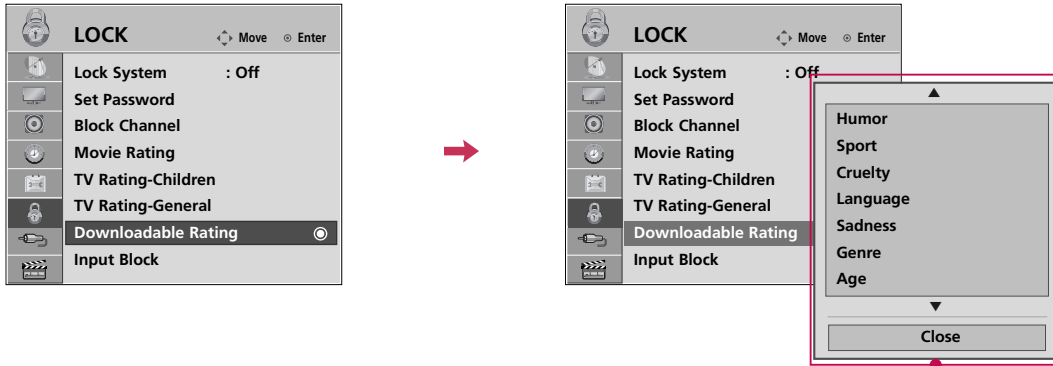 LOCK
Move Enter
Lock System : Off
Set Password
Block Channel
Movie Rating
TV Rating-Children
TV Rating-General
Downloadable Rating
Input Block
LOCK
Move Enter
Lock System : Off
Set Password
Block Channel
Movie Rating
TV Rating-Children
TV Rating-General
Downloadable Rating
Input Block
Humor
Sport
Cruelty
Language
Sadness
Genre
Age
Close